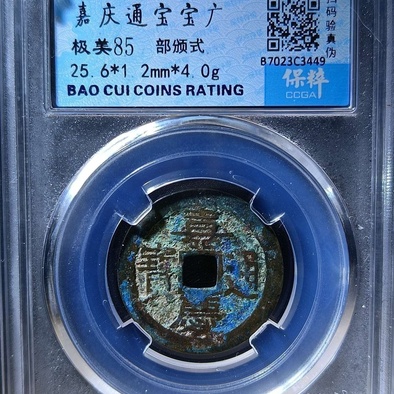 嘉庆通宝宝广
极美85 部颁式
25.6*1.2mm*4.0g
BAO CUI COINS RATING
扫码验真伪
B7023C3449
保粹
CCGA
嘉慶通寶